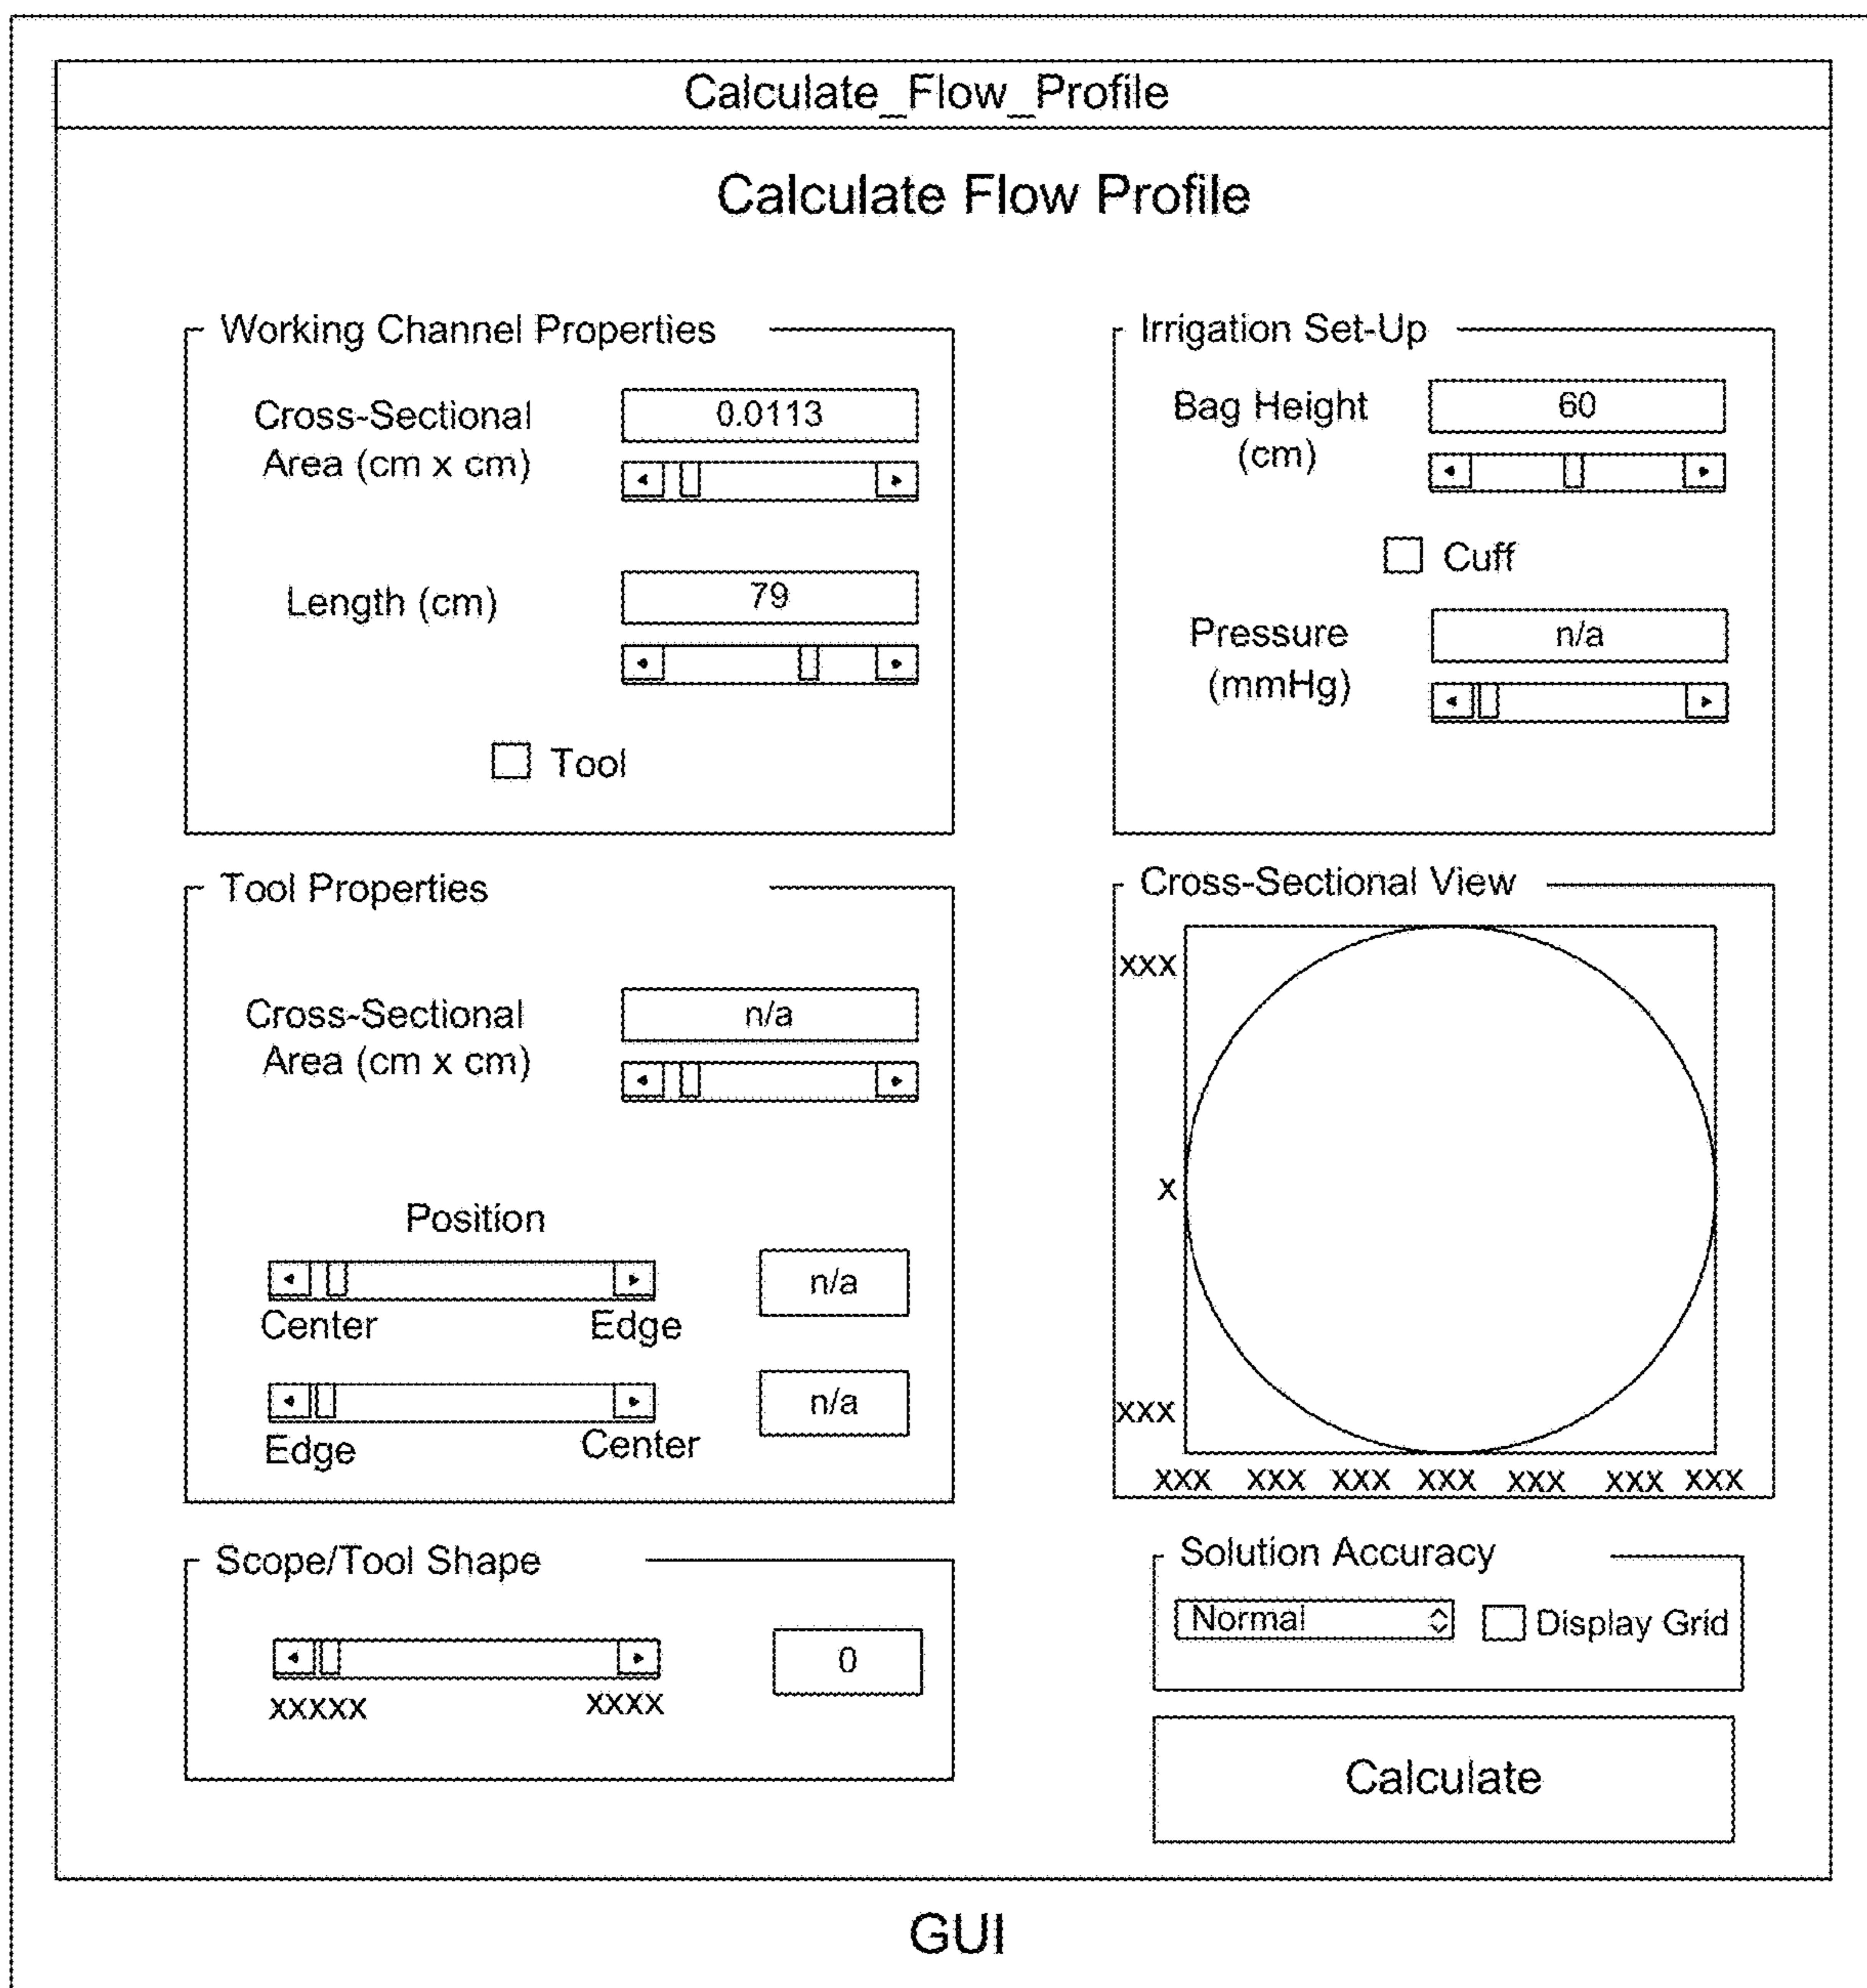 Calculate_Flow_Profile
Calculate Flow Profile
Working Channel Properties
Cross-Sectional
Area (cm x cm)
0.0113
Length (cm)
79
Tool
Irrigation Set-Up
Bag Height
(cm)
60
Cuff
Pressure
(mmHg)
n/a
Tool Properties
Cross-Sectional
Area (cm x cm)
n/a
Position
Center Edge
n/a
Edge Center
n/a
Cross-Sectional View
xxx
x
xxx
xxx xxx xxx xxx xxx xxx xxx
Scope/Tool Shape
xxxxx xxxx
0
Solution Accuracy
Normal
Display Grid
Calculate
GUI